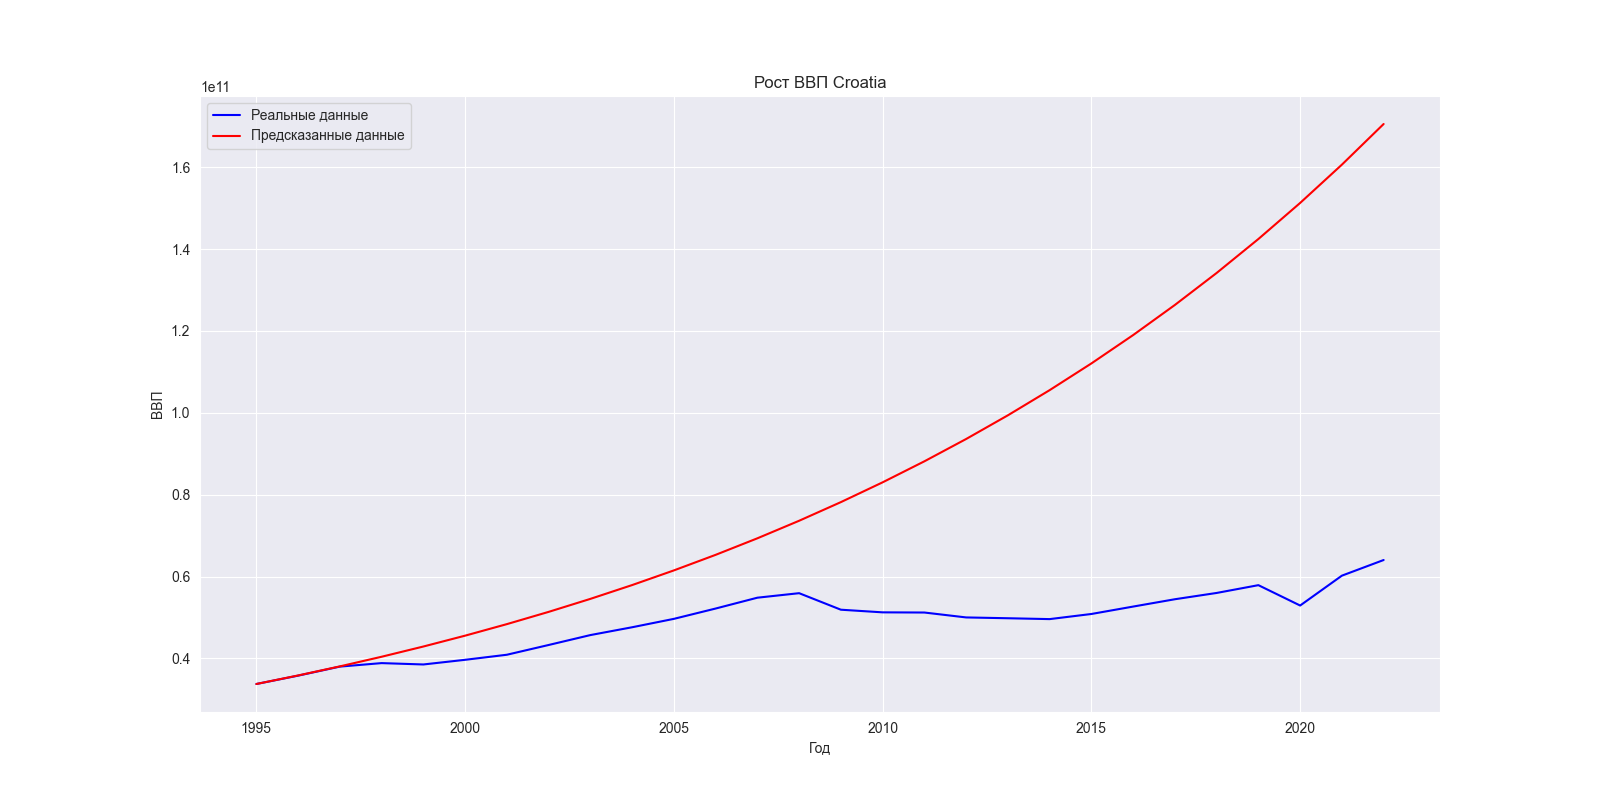 Рост ВВП Croatia
1e11
Реальные данные
Предсказанные данные
1.6
1.4
1.2
1.0
0.8
0.6
0.4
ВВП
1995
2000
2005
2010
2015
2020
Год